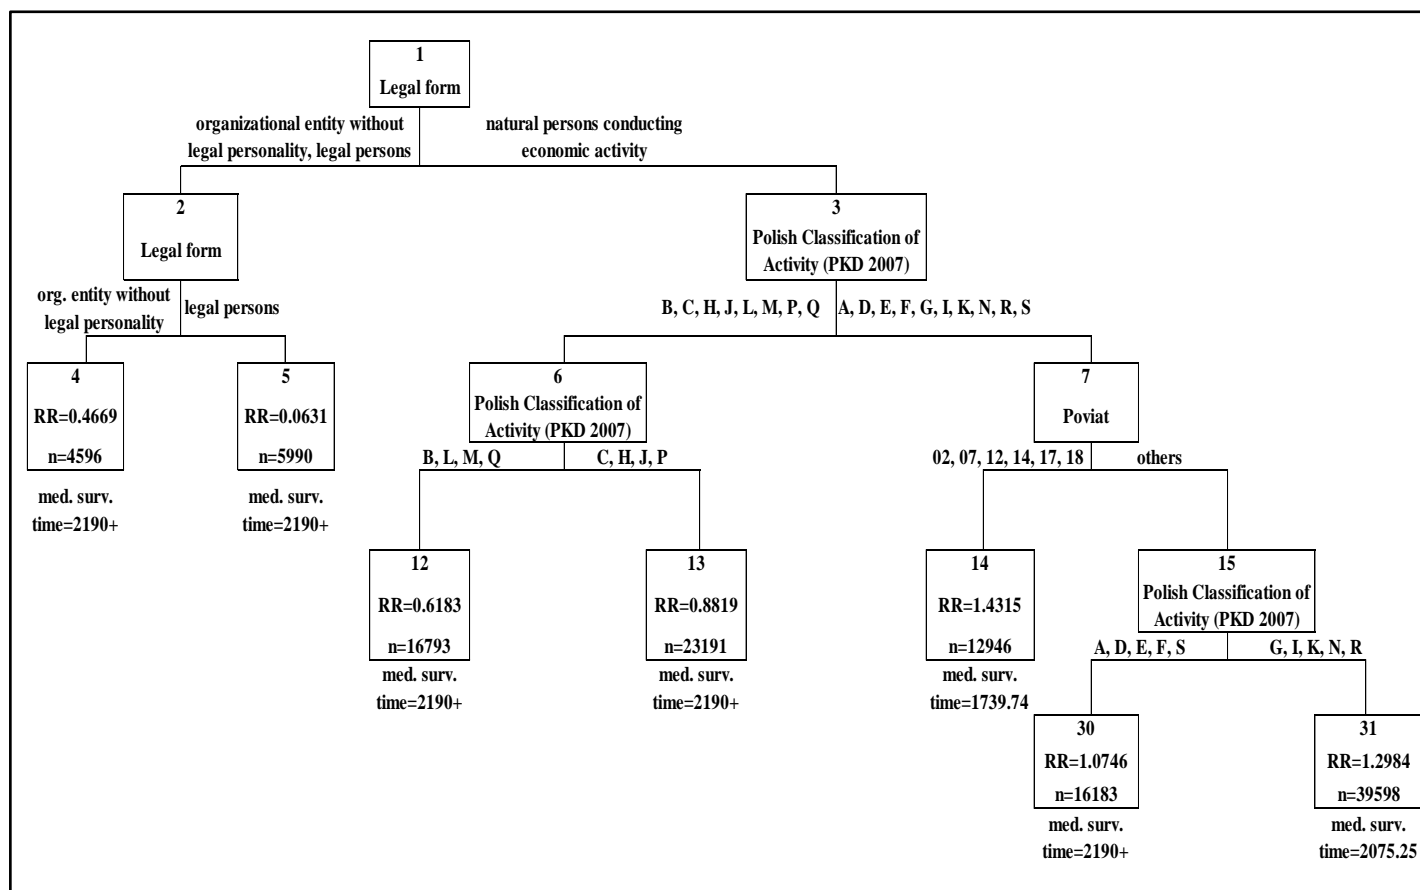 1
Legal form
organizational entity without
legal personality, legal persons
natural persons conducting
economic activity
2
Legal form
3
Polish Classification of
Activity (PKD 2007)
org. entity without
legal personality
legal persons
B, C, H, J, L, M, P, Q
A, D, E, F, G, I, K, N, R, S
4
RR=0.4669
n=4596
med. surv.
time=2190+
5
RR=0.0631
n=5990
med. surv.
time=2190+
6
Polish Classification of
Activity (PKD 2007)
7
Poviat
B, L, M, Q
C, H, J, P
02, 07, 12, 14, 17, 18
others
12
RR=0.6183
n=16793
med. surv.
time=2190+
13
RR=0.8819
n=23191
med. surv.
time=2190+
14
RR=1.4315
n=12946
med. surv.
time=1739.74
15
Polish Classification of
Activity (PKD 2007)
A, D, E, F, S
G, I, K, N, R
30
RR=1.0746
n=16183
med. surv.
time=2190+
31
RR=1.2984
n=39598
med. surv.
time=2075.25